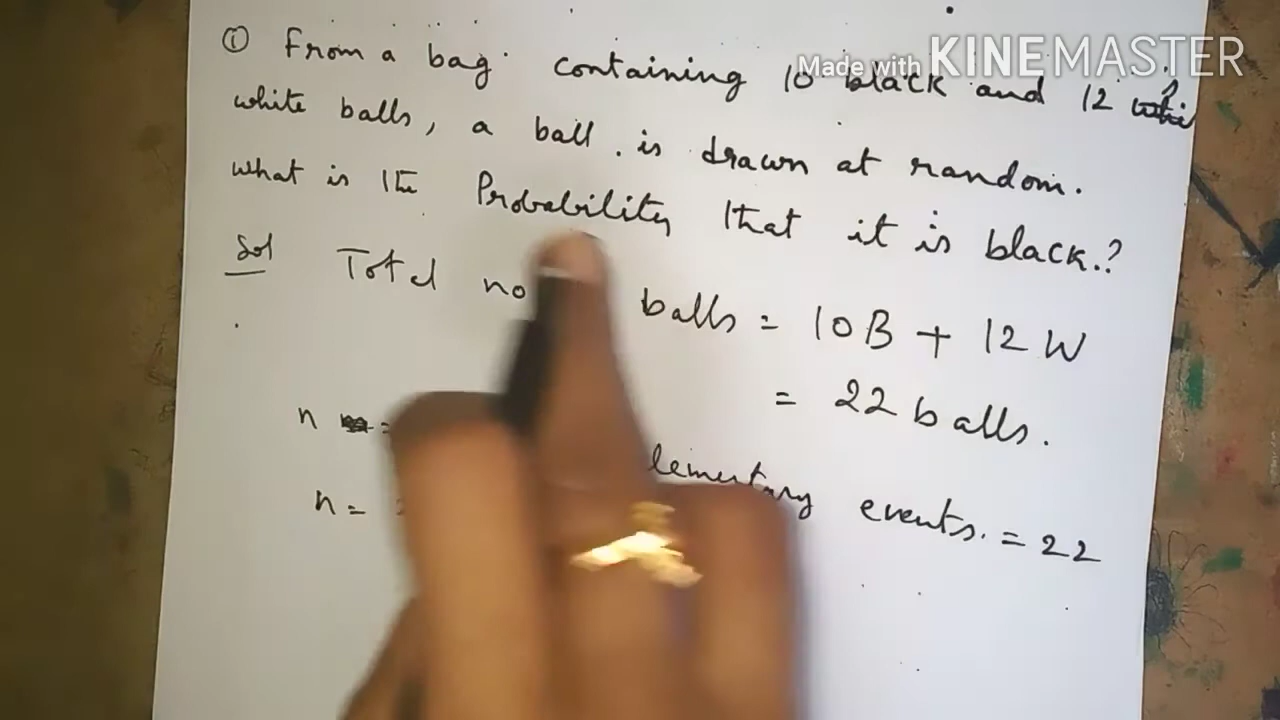 ① From a bag containing 10 black and 12
white balls, a ball is drawn at random.
what is the Probability that it is black.?
Sol Total no balls = 10B + 12W
= 22 balls.
n =
lementary events. = 22
n =
Made with KINEMASTER